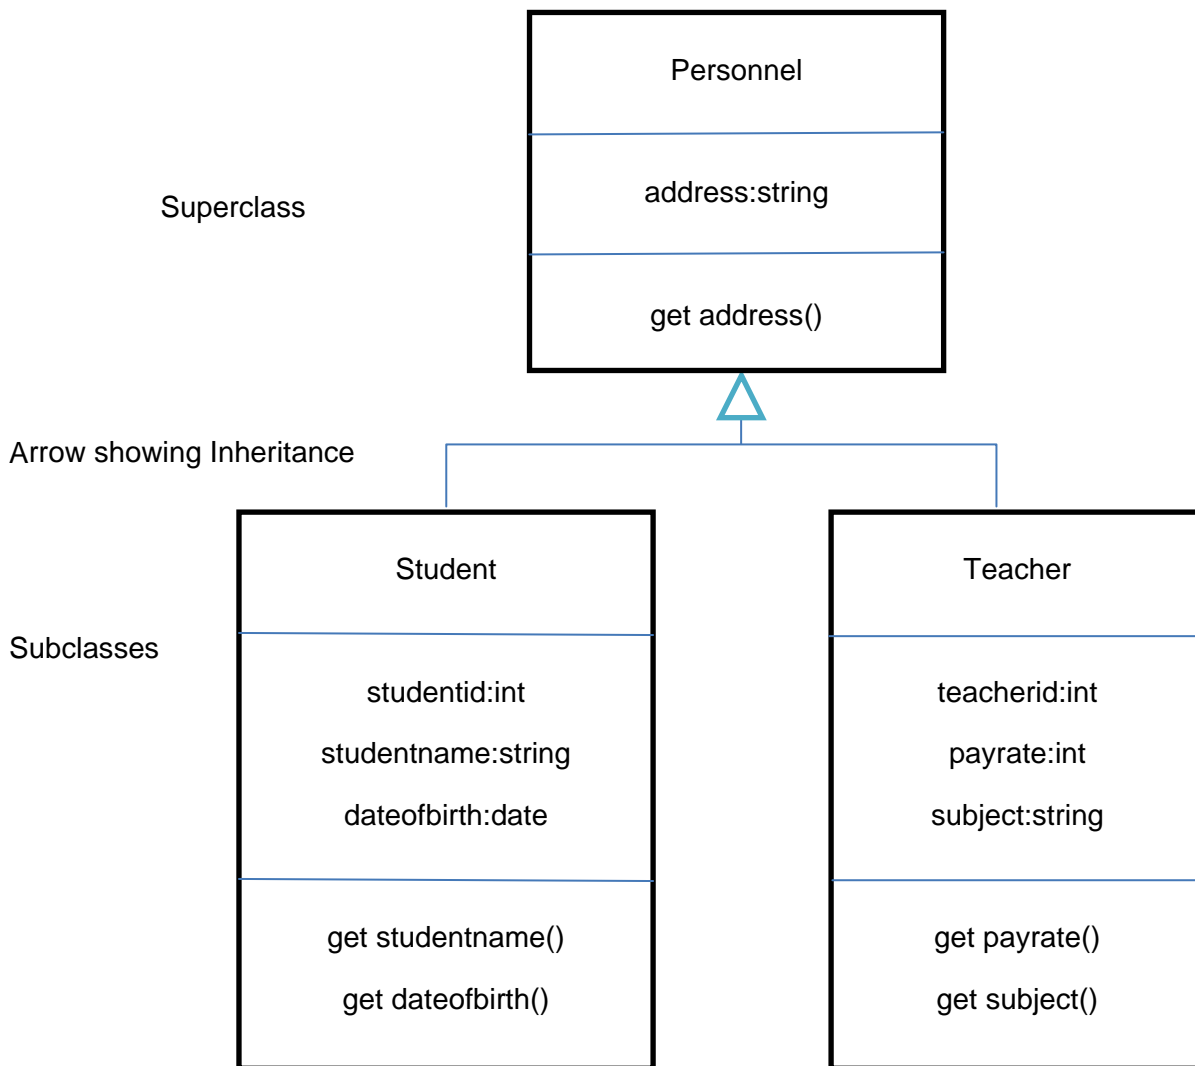 Personnel
address:string
Superclass
get address()
Arrow showing Inheritance
Student
Teacher
Subclasses
studentid:int
studentname:string
dateofbirth:date
teacherid:int
payrate:int
subject:string
get studentname()
get dateofbirth()
get payrate()
get subject()